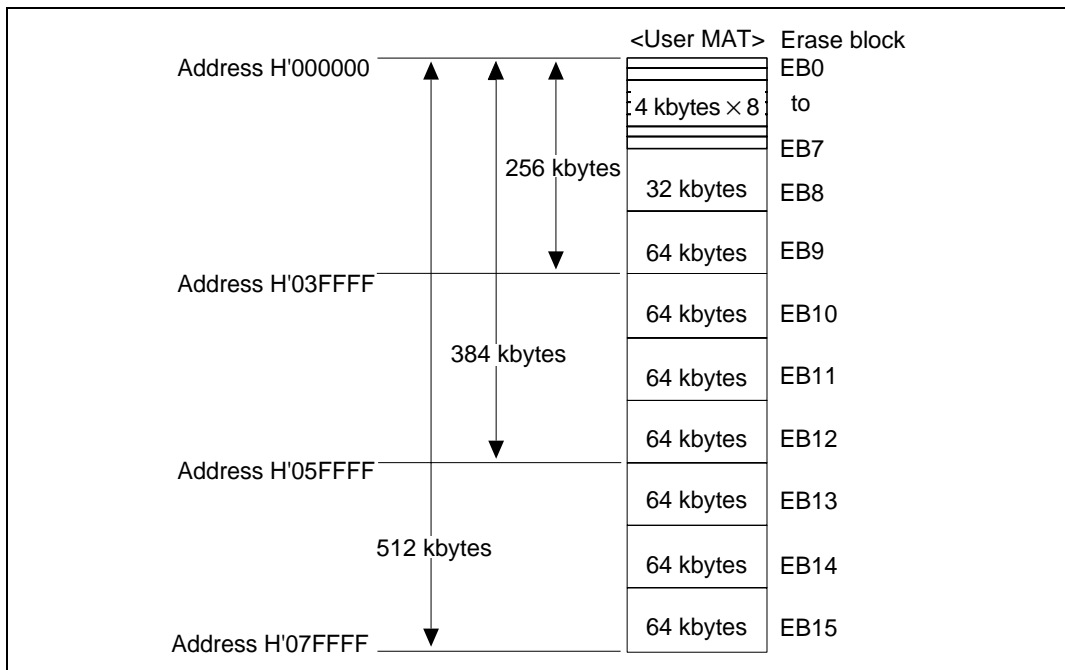 <User MAT> Erase block
Address H'000000
EB0
4 kbytes × 8
to
EB7
256 kbytes
32 kbytes
EB8
64 kbytes
EB9
Address H'03FFFF
64 kbytes
EB10
384 kbytes
64 kbytes
EB11
64 kbytes
EB12
Address H'05FFFF
64 kbytes
EB13
512 kbytes
64 kbytes
EB14
64 kbytes
EB15
Address H'07FFFF